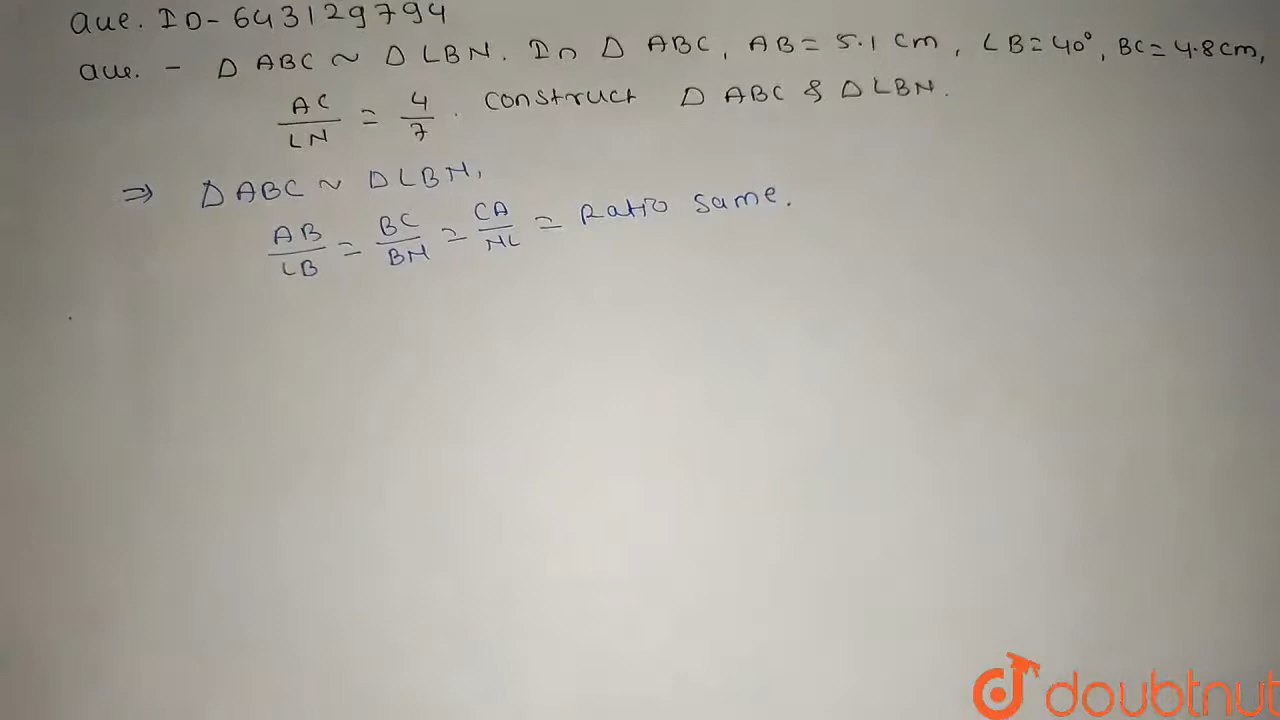 Que. ID- 643129794
Que. - Δ ABC ~ Δ LBN. In Δ ABC, AB = 5.1 cm, ∠B = 40°, BC = 4.8 cm,
AC/LN = 4/7. Construct Δ ABC & Δ LBN.
⇒ Δ ABC ~ Δ LBN,
AB/LB = BC/BN = CA/NL = Ratio same.
doubtnut